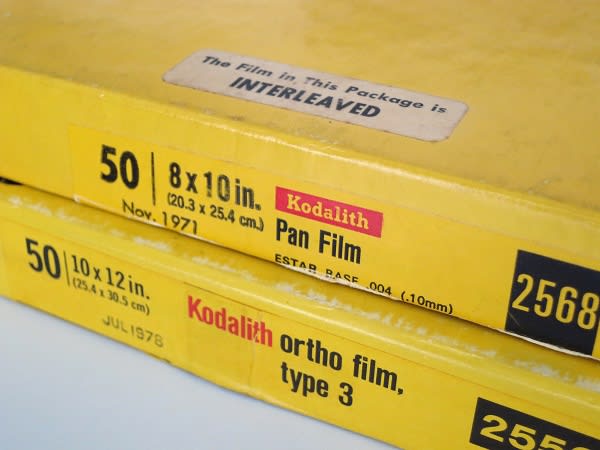 The Film in This Package is
INTERLEAVED
50
8 x 10 in.
(20.3 x 25.4 cm.)
Nov. 1971
Kodalith
Pan Film
ESTAR BASE .004 (.10mm)
2568
50
10 x 12 in.
(25.4 x 30.5 cm)
JUL1978
Kodalith ortho film,
type 3